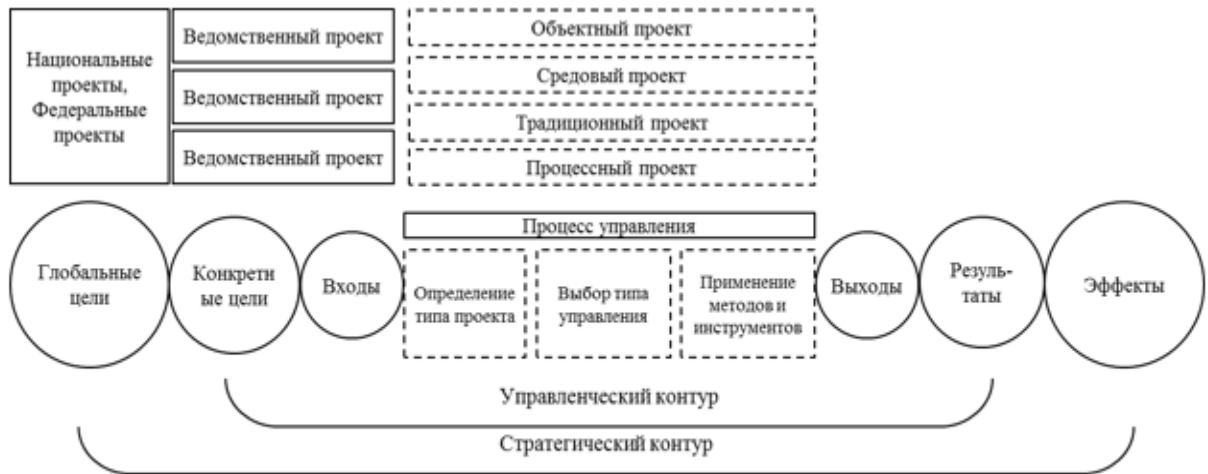 Национальные
проекты,
Федеральные
проекты
Ведомственный проект
Ведомственный проект
Ведомственный проект
Объектный проект
Средовый проект
Традиционный проект
Процессный проект
Глобальные
цели
Конкретн
ые цели
Входы
Процесс управления
Определение
типа проекта
Выбор типа
управления
Применение
методов и
инструментов
Выходы
Резуль-
таты
Эффекты
Управленческий контур
Стратегический контур